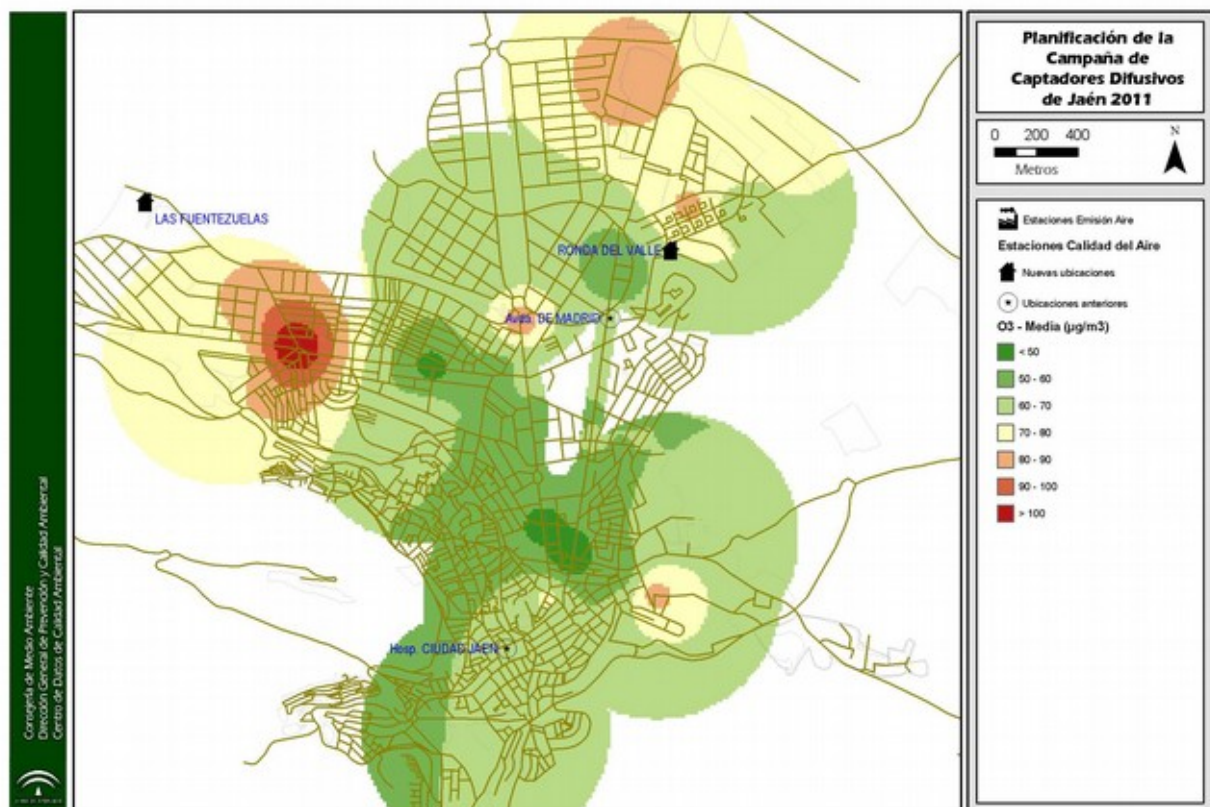 Planificación de la
Campaña de
Captadores Difusivos
de Jaén 2011
0 200 400
Metros
N
Estaciones Emisión Aire
Estaciones Calidad del Aire
Nuevas ubicaciones
Ubicaciones anteriores
O3 - Media (µg/m3)
< 50
50 - 60
60 - 70
70 - 80
80 - 90
90 - 100
> 100
LAS FUENTEZUELAS
RONDA DEL VALLE
Avda. DE MADRID
Hosp. CIUDAD JAEN
Consejería de Medio Ambiente
Dirección General de Prevención y Calidad Ambiental
Centro de Datos de Calidad Ambiental